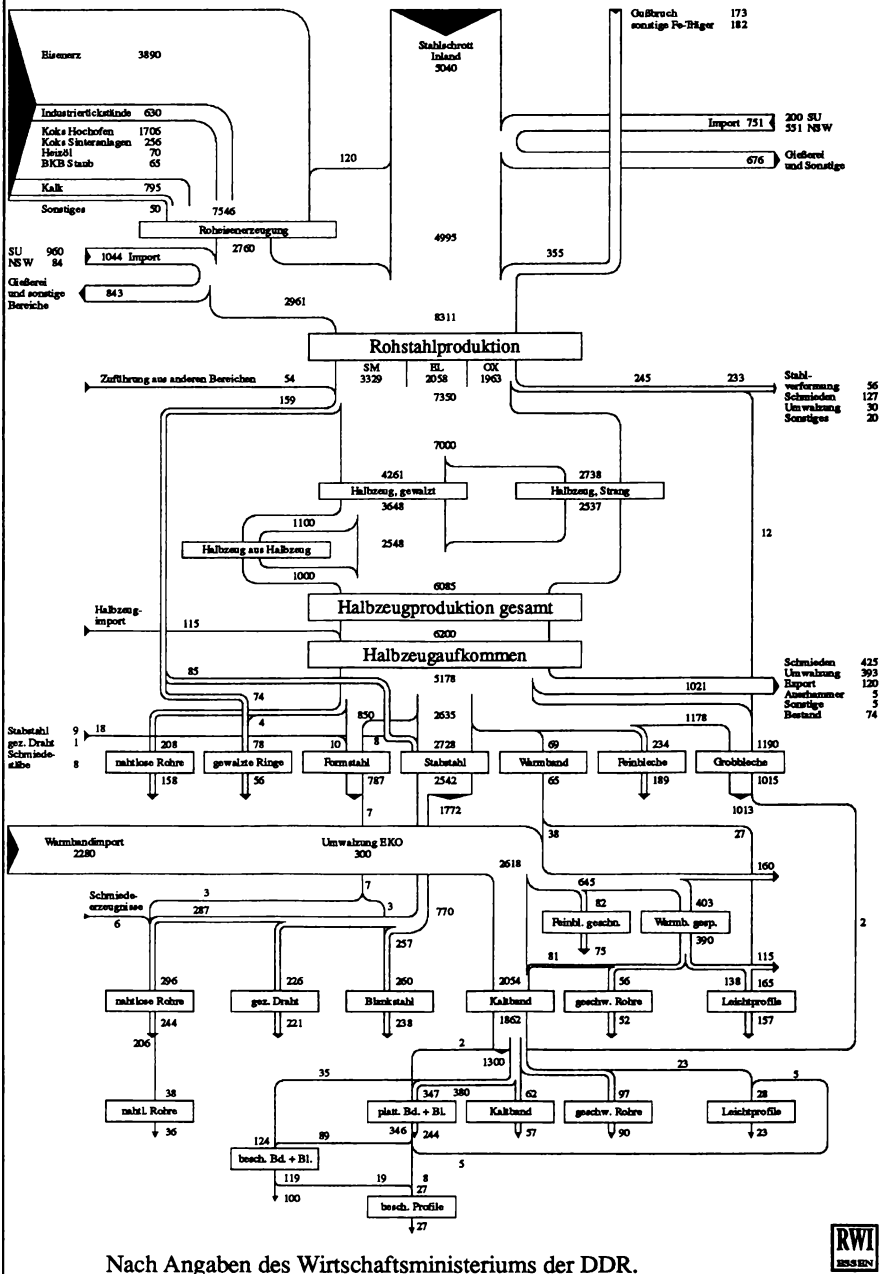 Gußbruch 173
sonstige Fe-Träger 182
Eisenerz 3890
Stahlschrott
Inland
5040
Industrierückstände 630
Import 751
200 SU
551 NSW
Koks Hochofen 1706
Koks Sinteranlagen 256
Heizöl 70
BKB Staub 65
120
676
Gießerei
und Sonstige
Kalk 795
Sonstiges 50
7546
Roheisenerzeugung
4995
2760
355
SU 960
NSW 84
1044 Import
Gießerei
und sonstige
Bereiche
843
2961
8311
Rohstahlproduktion
SM EL OX
3329 2058 1963
Zuführung aus anderen Bereichen 54
245 233
Stahl-
verformung 56
Schmieden 127
Umwalzung 30
Sonstiges 20
159
7350
7000
4261 2738
Halbzeug, gewalzt Halbzeug, Strang
3648 2537
1100
12
Halbzeug aus Halbzeug
2548
1000
6085
Halbzeugproduktion gesamt
Halbzeug-
import
115
6200
Halbzeugaufkommen
85
5178
1021
Schmieden 425
Umwalzung 393
Export 120
Auerhammer 5
Sonstige 5
Bestand 74
74
850 2635
1178
Stabstahl 9
gez. Draht 1
Schmiede-
stäbe 8
18
4
208 78 10 8 2728 69 234 1190
nahtlose Rohre gewalzte Ringe Formstahl Stabstahl Warmband Feinbleche Grobbleche
158 56 787 2542 65 189 1015
7 1772 1013
Warmbandimport
2280
Umwalzung EKO
300
38 27
2618
160
7
645
Schmiede-
erzeugnisse
6
3
287
3
770
82 403
2
Feinbl. geschn. Warmb. gesp.
257
75 390
81
115
296 226 260 2054 56 138 165
nahtlose Rohre gez. Draht Blankstahl Kaltband geschw. Rohre Leichtprofile
244 221 238 1862 52 157
206
2
1300
35
23 5
38 347 380 62 97 28
nahtl. Rohre platt. Bd. + Bl. Kaltband geschw. Rohre Leichtprofile
36 346 244 57 90 23
124 89
besch. Bd. + Bl.
5
119 19 8
27
100
besch. Profile
27
Nach Angaben des Wirtschaftsministeriums der DDR.
RWI
ESSEN